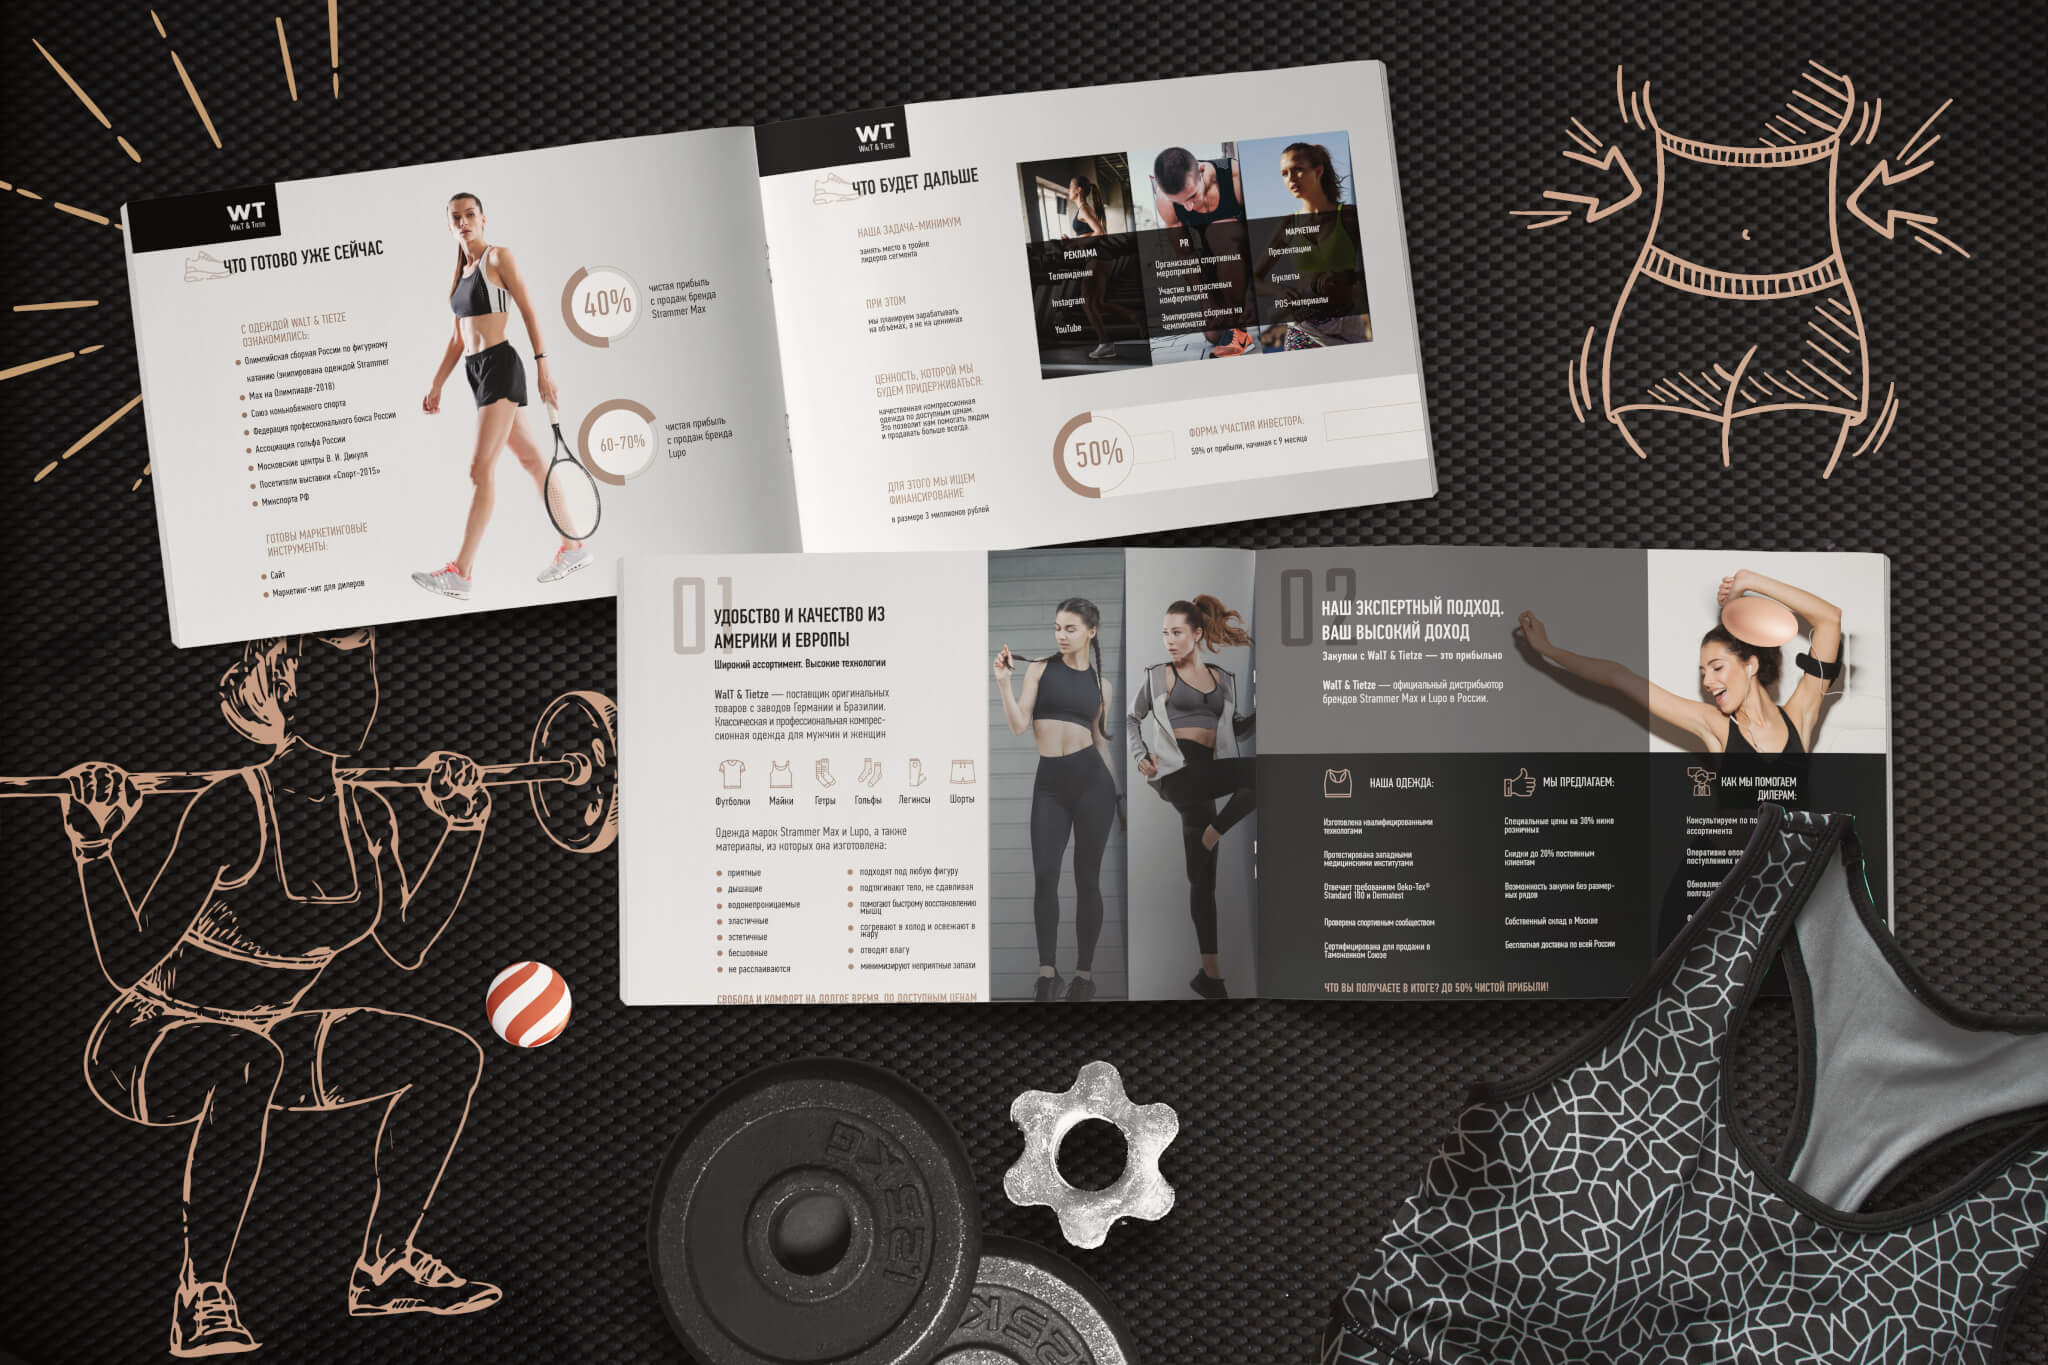 WT
WALT & TIETZE
ЧТО ГОТОВО УЖЕ СЕЙЧАС
С ОДЕЖДОЙ WALT & TIETZE
ОЗНАКОМИЛИСЬ:
Олимпийская сборная России по фигурному
катанию (экипирована одеждой Strammer
Max на Олимпиаде-2018)
Союз конькобежного спорта
Федерация профессионального бокса России
Ассоциация гольфа России
Московские центры В. И. Дикуля
Посетители выставки «Спорт-2015»
Минспорта РФ
ГОТОВЫ МАРКЕТИНГОВЫЕ
ИНСТРУМЕНТЫ:
Сайт
Маркетинг-кит для дилеров
40%
чистая прибыль
с продаж бренда
Strammer Max
60-70%
чистая прибыль
с продаж бренда
Lupo
WT
WALT & TIETZE
ЧТО БУДЕТ ДАЛЬШЕ
НАША ЗАДАЧА-МИНИМУМ
занять место в тройке
лидеров сегмента
ПРИ ЭТОМ
мы планируем зарабатывать
на объёмах, а не на ценниках
ЦЕННОСТЬ, КОТОРОЙ МЫ
БУДЕМ ПРИДЕРЖИВАТЬСЯ:
качественная компрессионная
одежда по доступным ценам.
Это позволит нам помогать людям
и продавать больше всегда.
ДЛЯ ЭТОГО МЫ ИЩЕМ
ФИНАНСИРОВАНИЕ
в размере 3 миллионов рублей
РЕКЛАМА
Телевидение
Instagram
YouTube
PR
Организация спортивных
мероприятий
Участие в отраслевых
конференциях
Экипировка сборных на
чемпионатах
МАРКЕТИНГ
Презентации
Буклеты
POS-материалы
50%
ФОРМА УЧАСТИЯ ИНВЕСТОРА:
50% от прибыли, начиная с 9 месяца
01
УДОБСТВО И КАЧЕСТВО ИЗ
АМЕРИКИ И ЕВРОПЫ
Широкий ассортимент. Высокие технологии
WalT & Tietze — поставщик оригинальных
товаров с заводов Германии и Бразилии.
Классическая и профессиональная компрес-
сионная одежда для мужчин и женщин
Футболки Майки Гетры Гольфы Легинсы Шорты
Одежда марок Strammer Max и Lupo, а также
материалы, из которых она изготовлена:
приятные
дышащие
водонепроницаемые
эластичные
эстетичные
бесшовные
не расслаиваются
подходят под любую фигуру
подтягивают тело, не сдавливая
помогают быстрому восстановлению
мышц
согревают в холод и освежают в
жару
отводят влагу
минимизируют неприятные запахи
СВОБОДА И КОМФОРТ НА ДОЛГОЕ ВРЕМЯ, ПО ДОСТУПНЫМ ЦЕНАМ
02
НАШ ЭКСПЕРТНЫЙ ПОДХОД.
ВАШ ВЫСОКИЙ ДОХОД
Закупки с WalT & Tietze — это прибыльно
WalT & Tietze — официальный дистрибьютор
брендов Strammer Max и Lupo в России.
НАША ОДЕЖДА:
Изготовлена квалифицированными
технологами
Протестирована западными
медицинскими институтами
Отвечает требованиям Oeko-Tex®
Standard 100 и Dermatest
Проверена спортивным сообществом
Сертифицирована для продажи в
Таможенном Союзе
МЫ ПРЕДЛАГАЕМ:
Специальные цены на 30% ниже
розничных
Скидки до 20% постоянным
клиентам
Возможность закупки без размер-
ных рядов
Собственный склад в Москве
Бесплатная доставка по всей России
КАК МЫ ПОМОГАЕМ
ДИЛЕРАМ:
Консультируем по
ассортимента
Оперативно
поступлениях
ЧТО ВЫ ПОЛУЧАЕТЕ В ИТОГЕ? ДО 50% ЧИСТОЙ ПРИБЫЛИ!
1.25KG